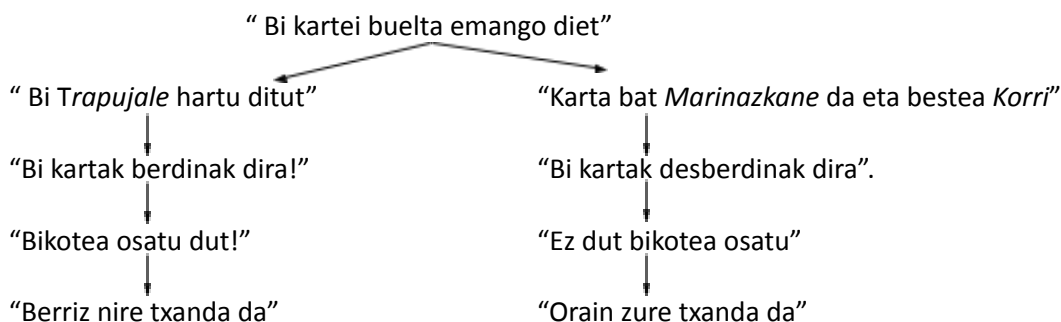 “ Bi kartei buelta emango diet”
“ Bi Trapujale hartu ditut”
“Karta bat Marinazkane da eta bestea Korri”
“Bi kartak berdinak dira!”
“Bi kartak desberdinak dira”.
“Bikotea osatu dut!”
“Ez dut bikotea osatu”
“Berriz nire txanda da”
“Orain zure txanda da”